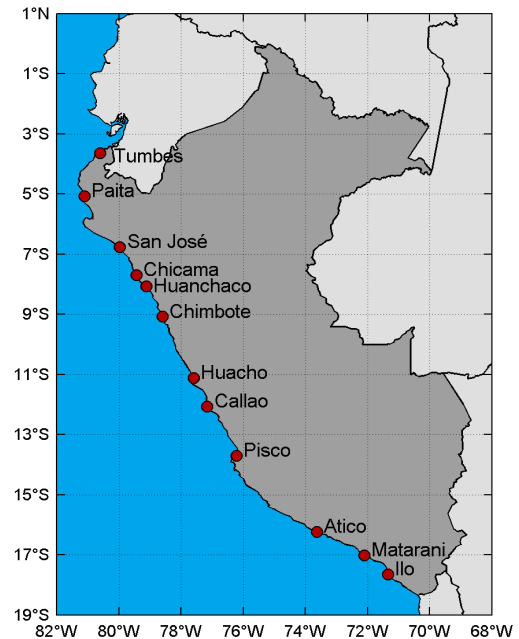 1°N
1°S
3°S
Tumbes
5°S
Paita
San José
7°S
Chicama
Huanchaco
9°S
Chimbote
11°S
Huacho
Callao
13°S
Pisco
15°S
Atico
17°S
Matarani
Ilo
19°S
82°W 80°W 78°W 76°W 74°W 72°W 70°W 68°W